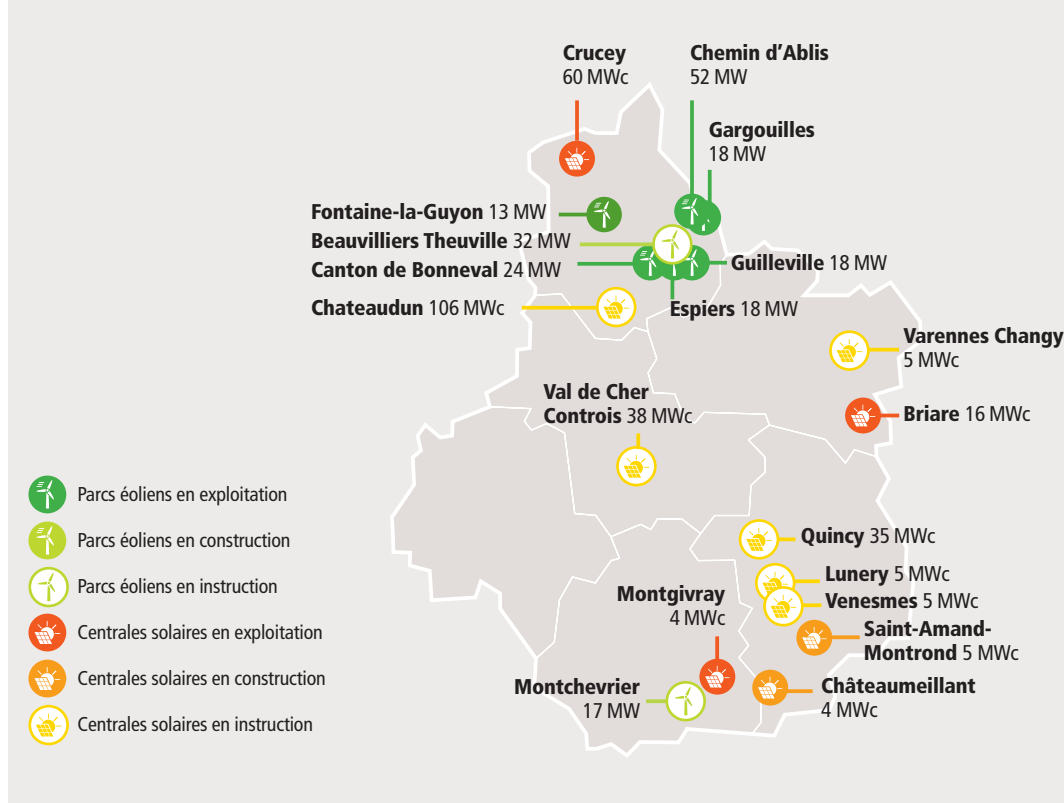 Crucey
60 MWc
Chemin d’Ablis
52 MW
Gargouilles
18 MW
Fontaine-la-Guyon 13 MW
Beauvilliers Theuville 32 MW
Canton de Bonneval 24 MW
Guilleville 18 MW
Chateaudun 106 MWc
Espiers 18 MW
Varennes Changy
5 MWc
Val de Cher
Controis 38 MWc
Briare 16 MWc
Quincy 35 MWc
Lunery 5 MWc
Venesmes 5 MWc
Montgivray
4 MWc
Saint-Amand-
Montrond 5 MWc
Montchevrier
17 MW
Châteaumeillant
4 MWc
Parcs éoliens en exploitation
Parcs éoliens en construction
Parcs éoliens en instruction
Centrales solaires en exploitation
Centrales solaires en construction
Centrales solaires en instruction